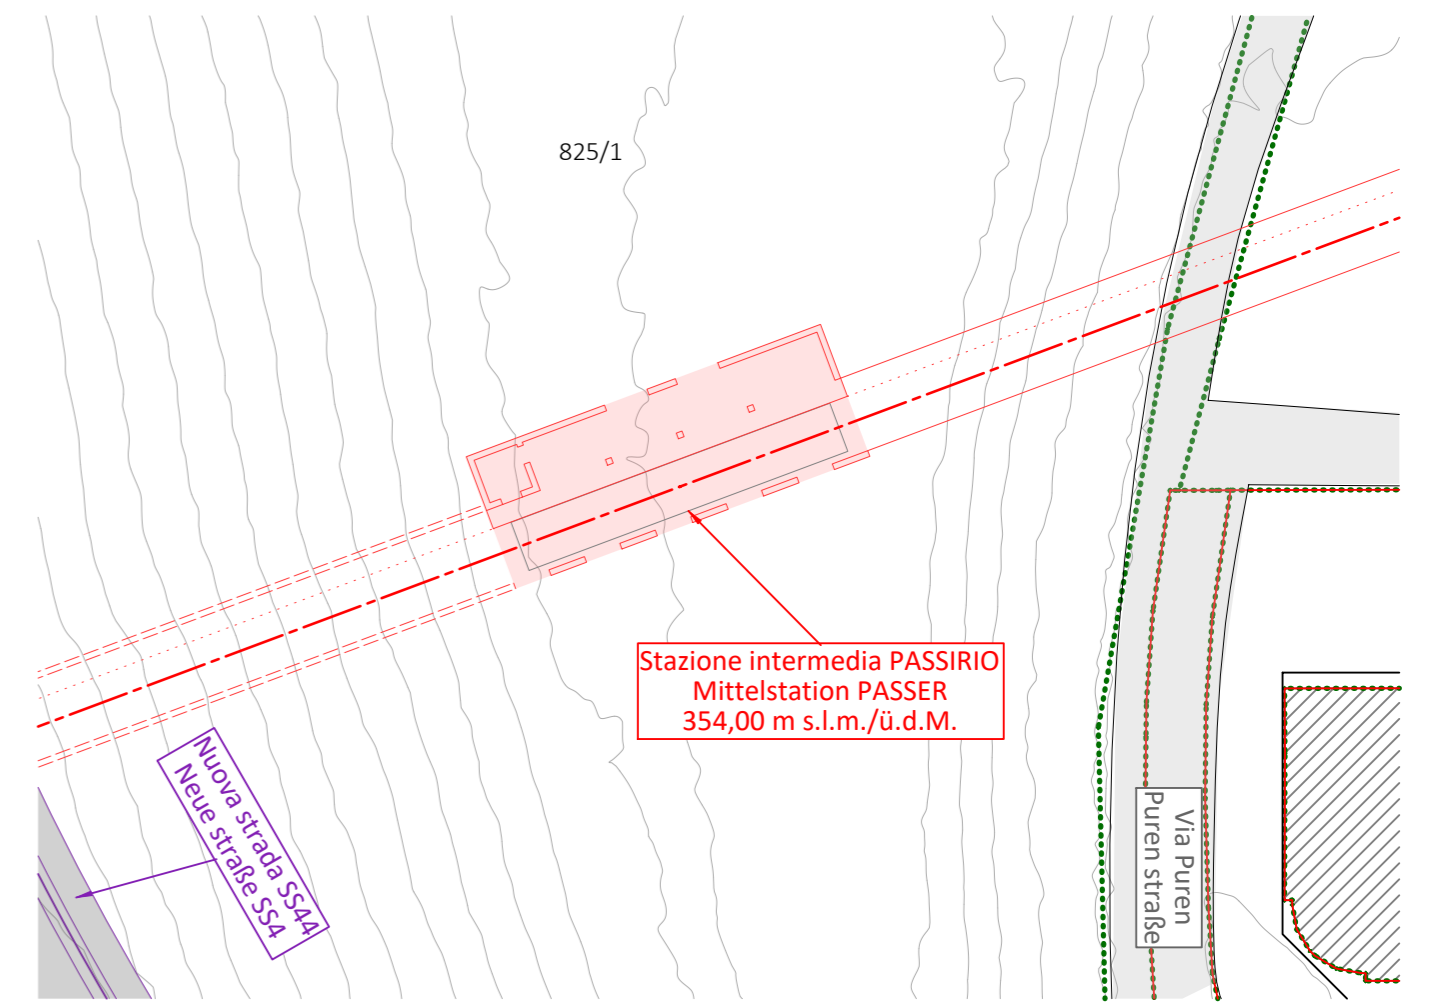 825/1
Stazione intermedia PASSIRIO
Mittelstation PASSER
354,00 m s.l.m./ü.d.M.
Nuova strada SS44
Neue straße SS4
Via Puren
Puren straße